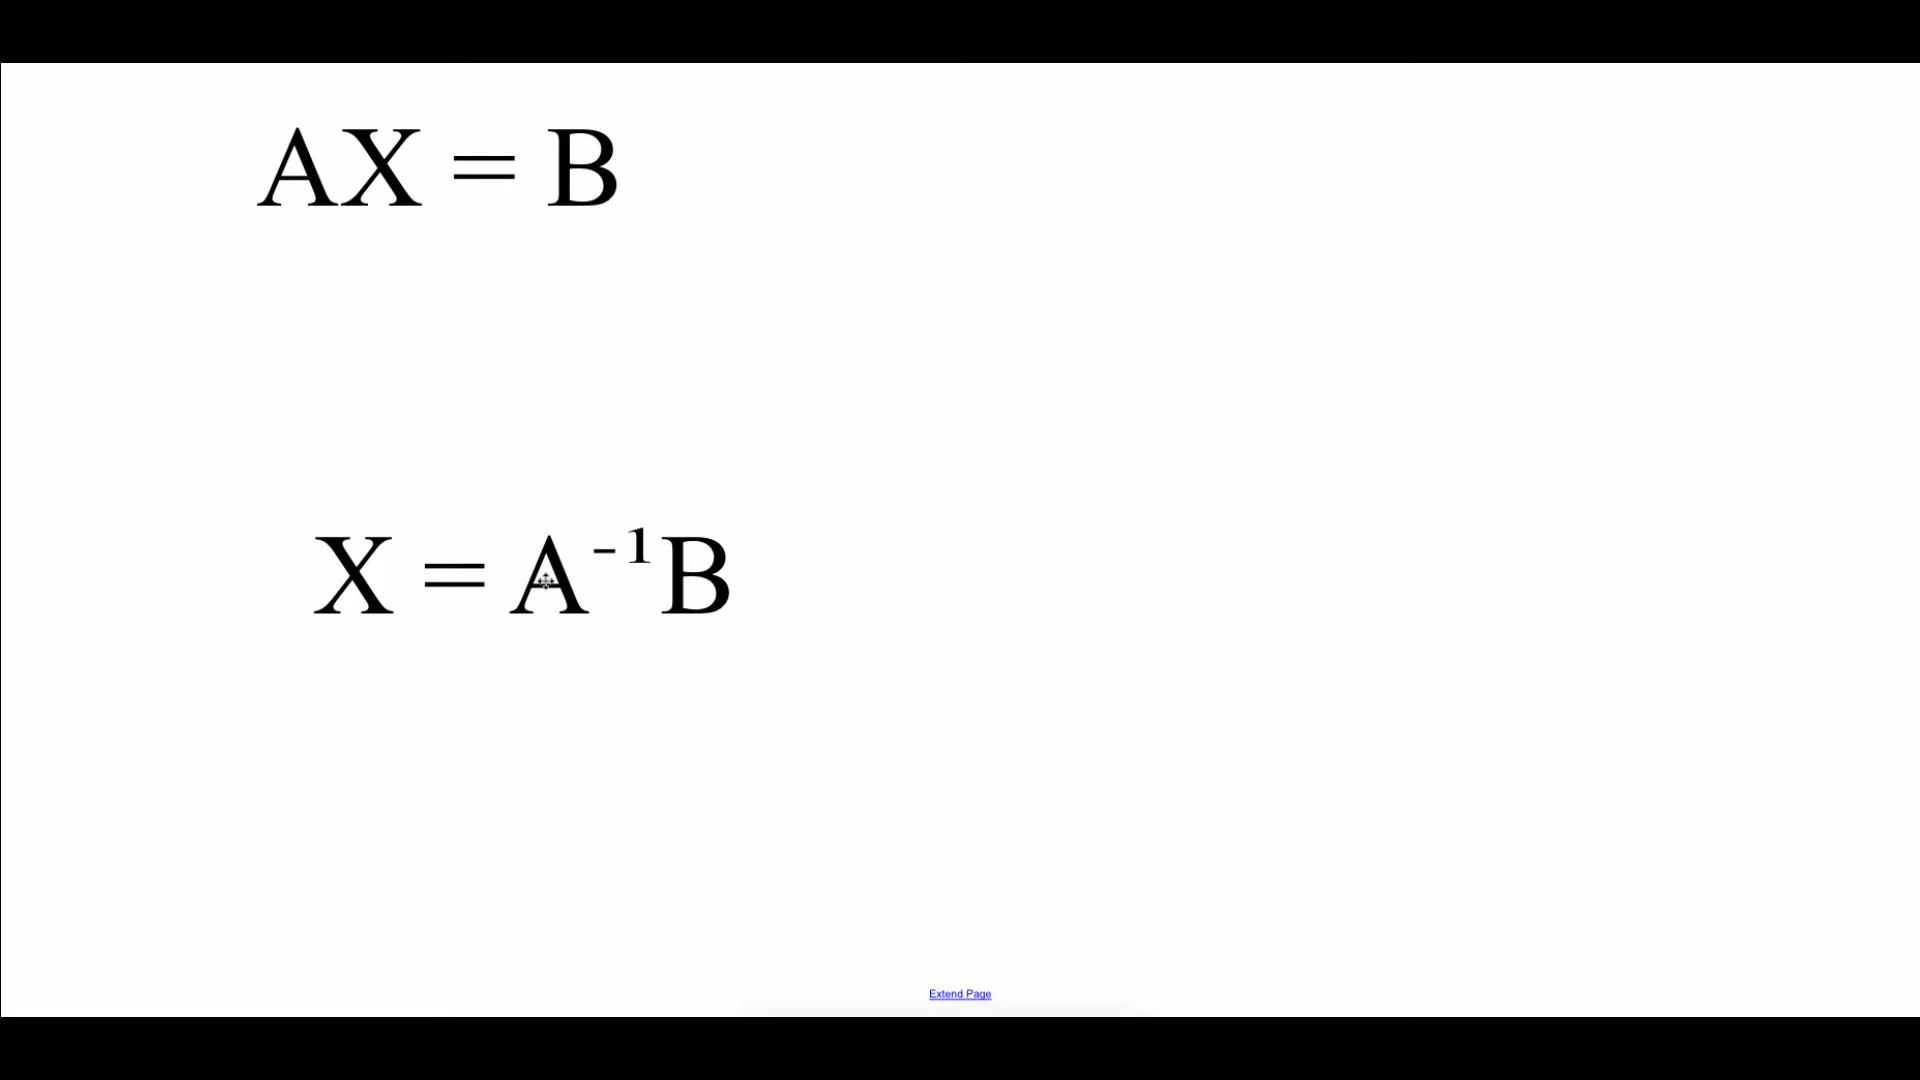 AX = B
X = A⁻¹B
Extend Page